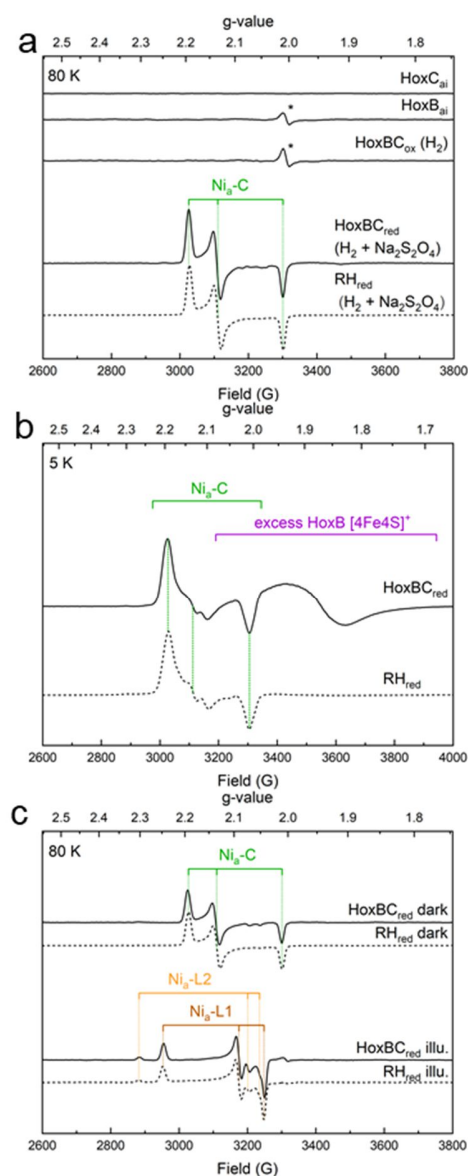 a
g-value
2.5 2.4 2.3 2.2 2.1 2.0 1.9 1.8
80 K
HoxCai
HoxBai
*
HoxBCox (H2)
*
Nia-C
HoxBCred
(H2 + Na2S2O4)
RHred
(H2 + Na2S2O4)
2600 2800 3000 3200 3400 3600 3800
Field (G)
b
g-value
2.5 2.4 2.3 2.2 2.1 2.0 1.9 1.8 1.7
5 K
Nia-C
excess HoxB [4Fe4S]+
HoxBCred
RHred
2600 2800 3000 3200 3400 3600 3800 4000
Field (G)
c
g-value
2.5 2.4 2.3 2.2 2.1 2.0 1.9 1.8
80 K
Nia-C
HoxBCred dark
RHred dark
Nia-L2
Nia-L1
HoxBCred illu.
RHred illu.
2600 2800 3000 3200 3400 3600 3800
Field (G)